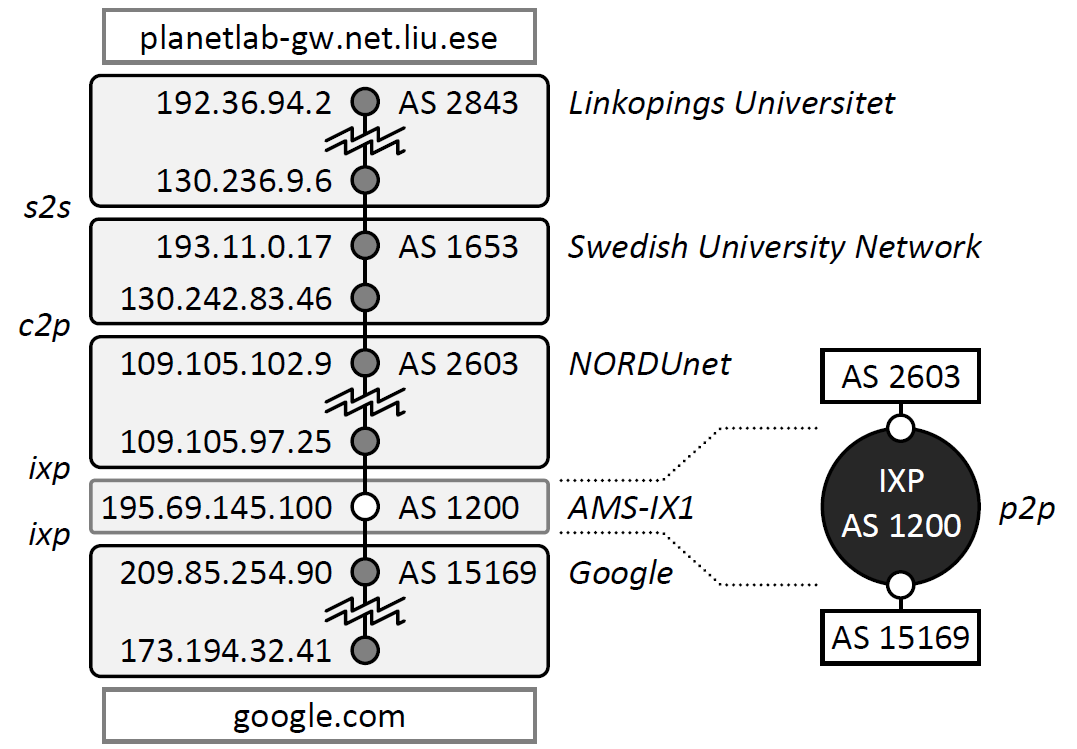 planetlab-gw.net.liu.ese
192.36.94.2 AS 2843 Linkopings Universitet
130.236.9.6
s2s
193.11.0.17 AS 1653 Swedish University Network
130.242.83.46
c2p
109.105.102.9 AS 2603 NORDUnet
AS 2603
109.105.97.25
ixp
IXP
195.69.145.100 AS 1200 AMS-IX1
AS 1200 p2p
ixp
209.85.254.90 AS 15169 Google
AS 15169
173.194.32.41
google.com